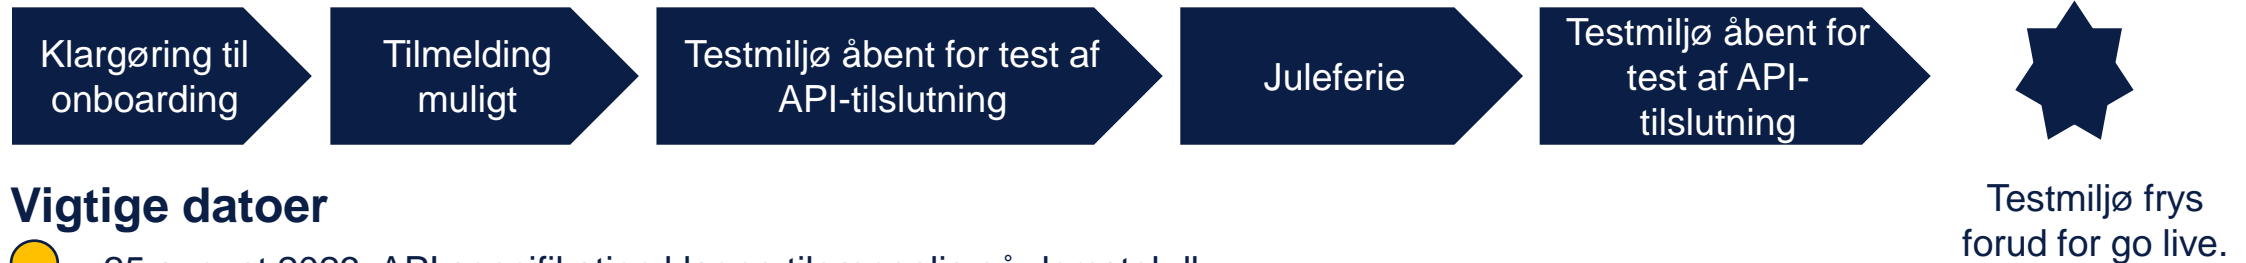 Klargøring til
onboarding
Tilmelding
muligt
Testmiljø åbent for test af
API-tilslutning
Juleferie
Testmiljø åbent for
test af API-
tilslutning
Testmiljø frys
forud for go live.
Vigtige datoer